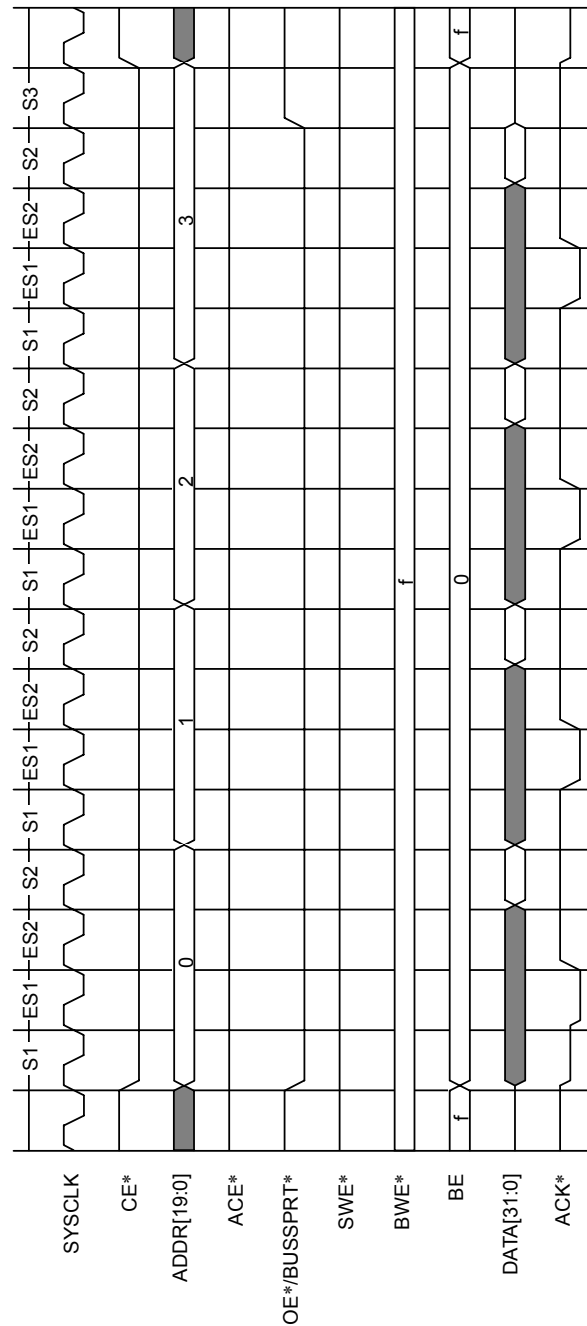 S1 ES1 ES2 S2 S1 ES1 ES2 S2 S1 ES1 ES2 S2 S1 ES1 ES2 S2 S3
SYSCLK
CE*
ADDR[19:0] 0 1 2 3
ACE*
OE*/BUSSPRT*
SWE*
BWE* f
BE f 0 f
DATA[31:0]
ACK*